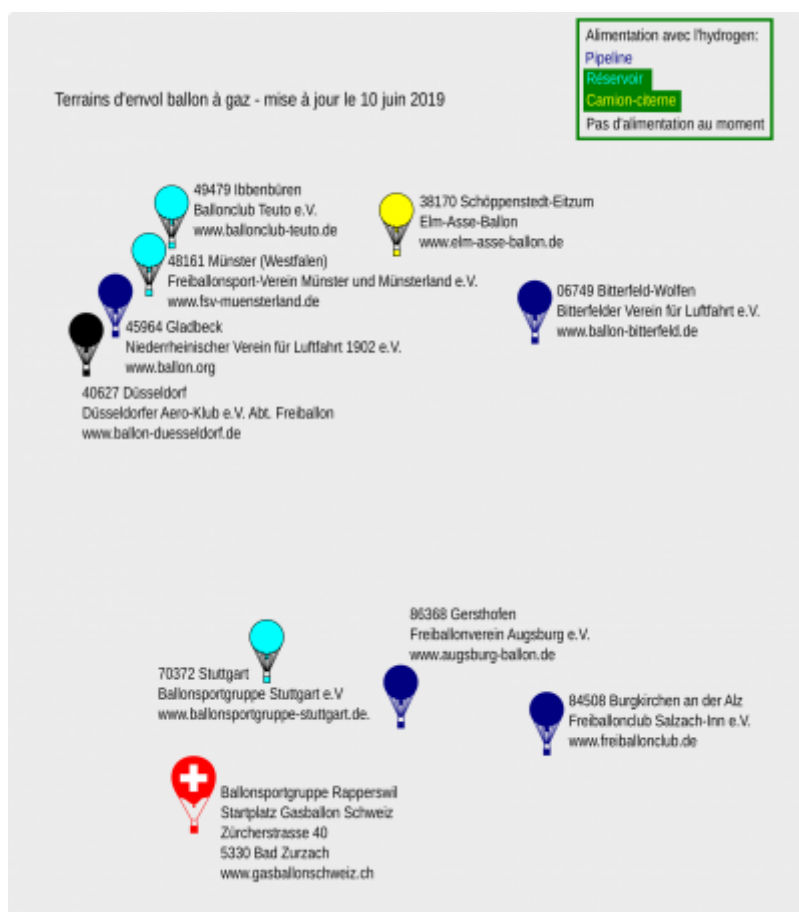 Alimentation avec l'hydrogen:
Pipeline
Réservoir
Camion-citerne
Pas d'alimentation au moment
Terrains d'envol ballon à gaz - mise à jour le 10 juin 2019
49479 Ibbenbüren
Ballonclub Teuto e.V.
www.ballonclub-teuto.de
38170 Schöppenstedt-Eitzum
Elm-Asse-Ballon
www.elm-asse-ballon.de
48161 Münster (Westfalen)
Freiballonsport-Verein Münster und Münsterland e.V.
www.fsv-muensterland.de
06749 Bitterfeld-Wolfen
Bitterfelder Verein für Luftfahrt e.V.
www.ballon-bitterfeld.de
45964 Gladbeck
Niederrheinischer Verein für Luftfahrt 1902 e.V.
www.ballon.org
40627 Düsseldorf
Düsseldorfer Aero-Klub e.V. Abt. Freiballon
www.ballon-duesseldorf.de
86368 Gersthofen
Freiballonverein Augsburg e.V.
www.augsburg-ballon.de
70372 Stuttgart
Ballonsportgruppe Stuttgart e.V
www.ballonsportgruppe-stuttgart.de.
84508 Burgkirchen an der Alz
Freiballonclub Salzach-Inn e.V.
www.freiballonclub.de
Ballonsportgruppe Rapperswil
Startplatz Gasballon Schweiz
Zürcherstrasse 40
5330 Bad Zurzach
www.gasballonschweiz.ch